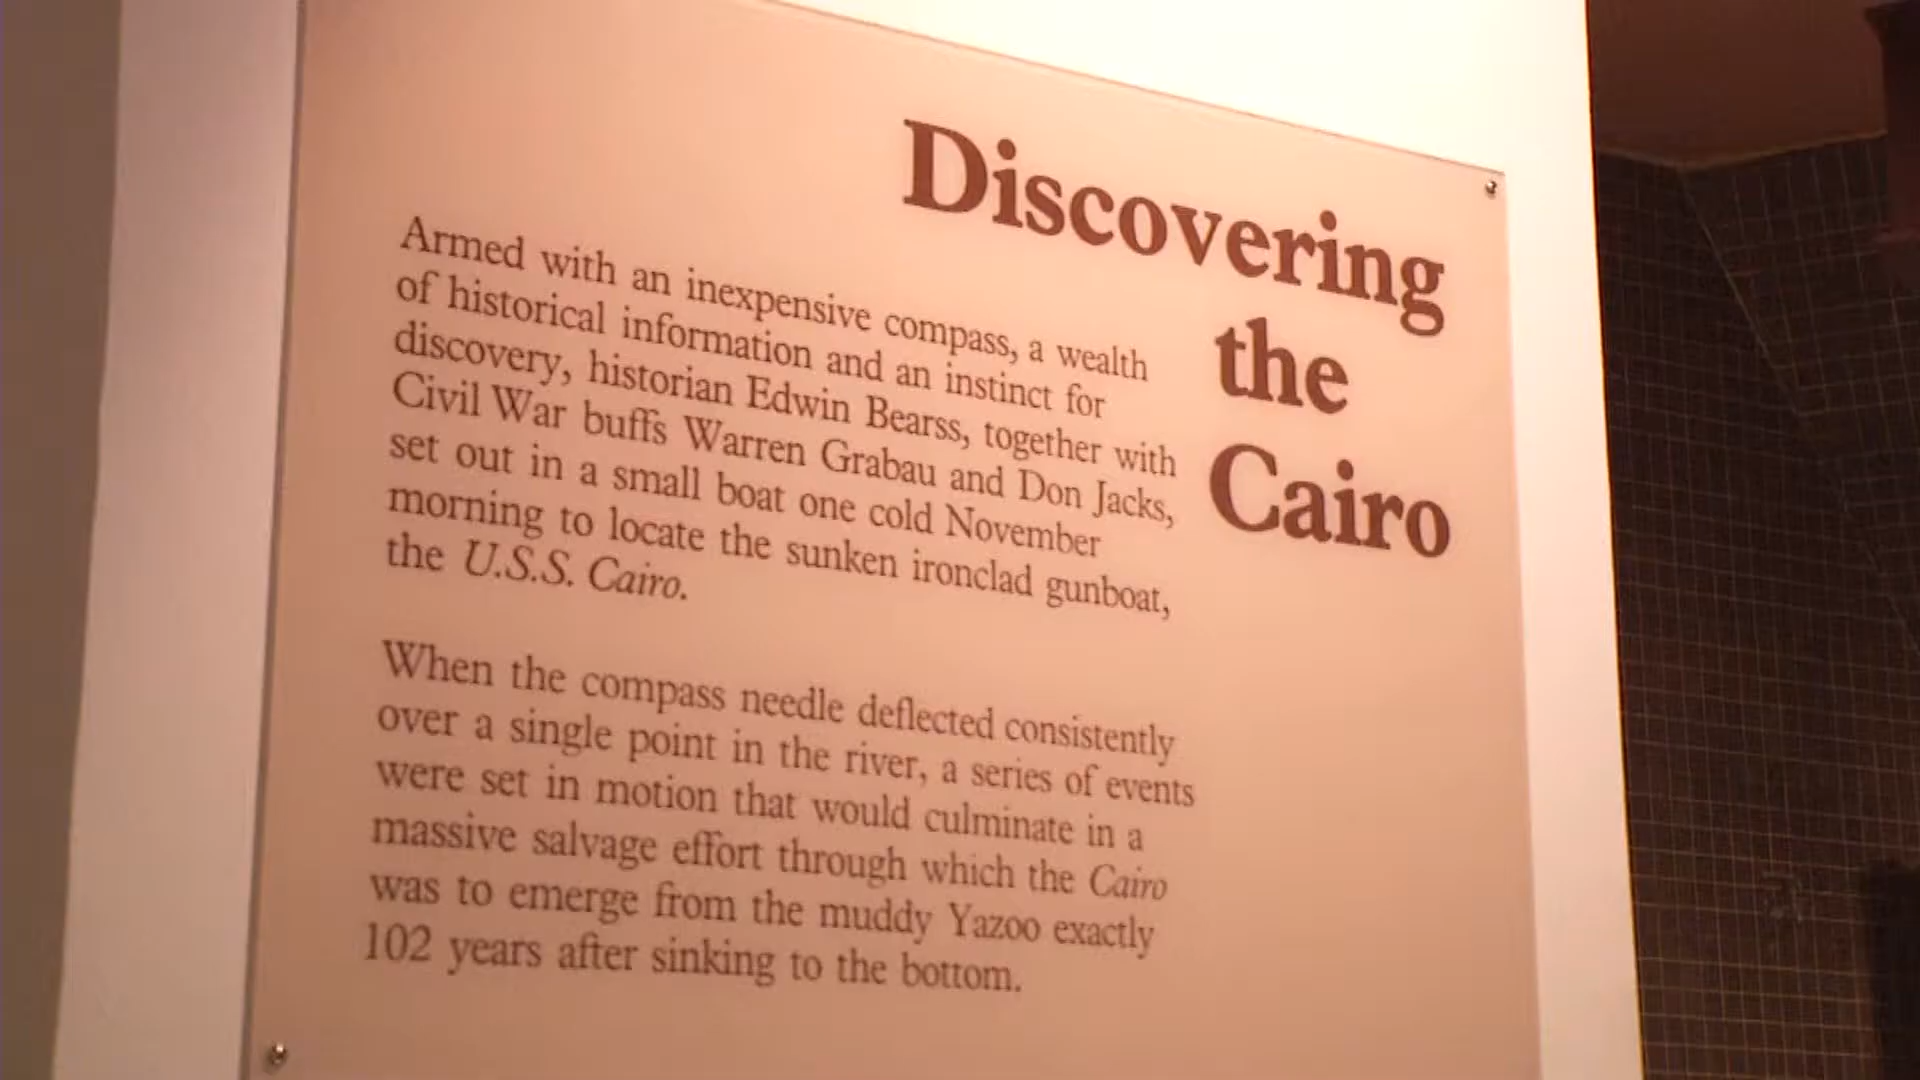 Discovering
the
Cairo
Armed with an inexpensive compass, a wealth
of historical information and an instinct for
discovery, historian Edwin Bearss, together with
Civil War buffs Warren Grabau and Don Jacks,
set out in a small boat one cold November
morning to locate the sunken ironclad gunboat,
the U.S.S. Cairo.
When the compass needle deflected consistently
over a single point in the river, a series of events
were set in motion that would culminate in a
massive salvage effort through which the Cairo
was to emerge from the muddy Yazoo exactly
102 years after sinking to the bottom.